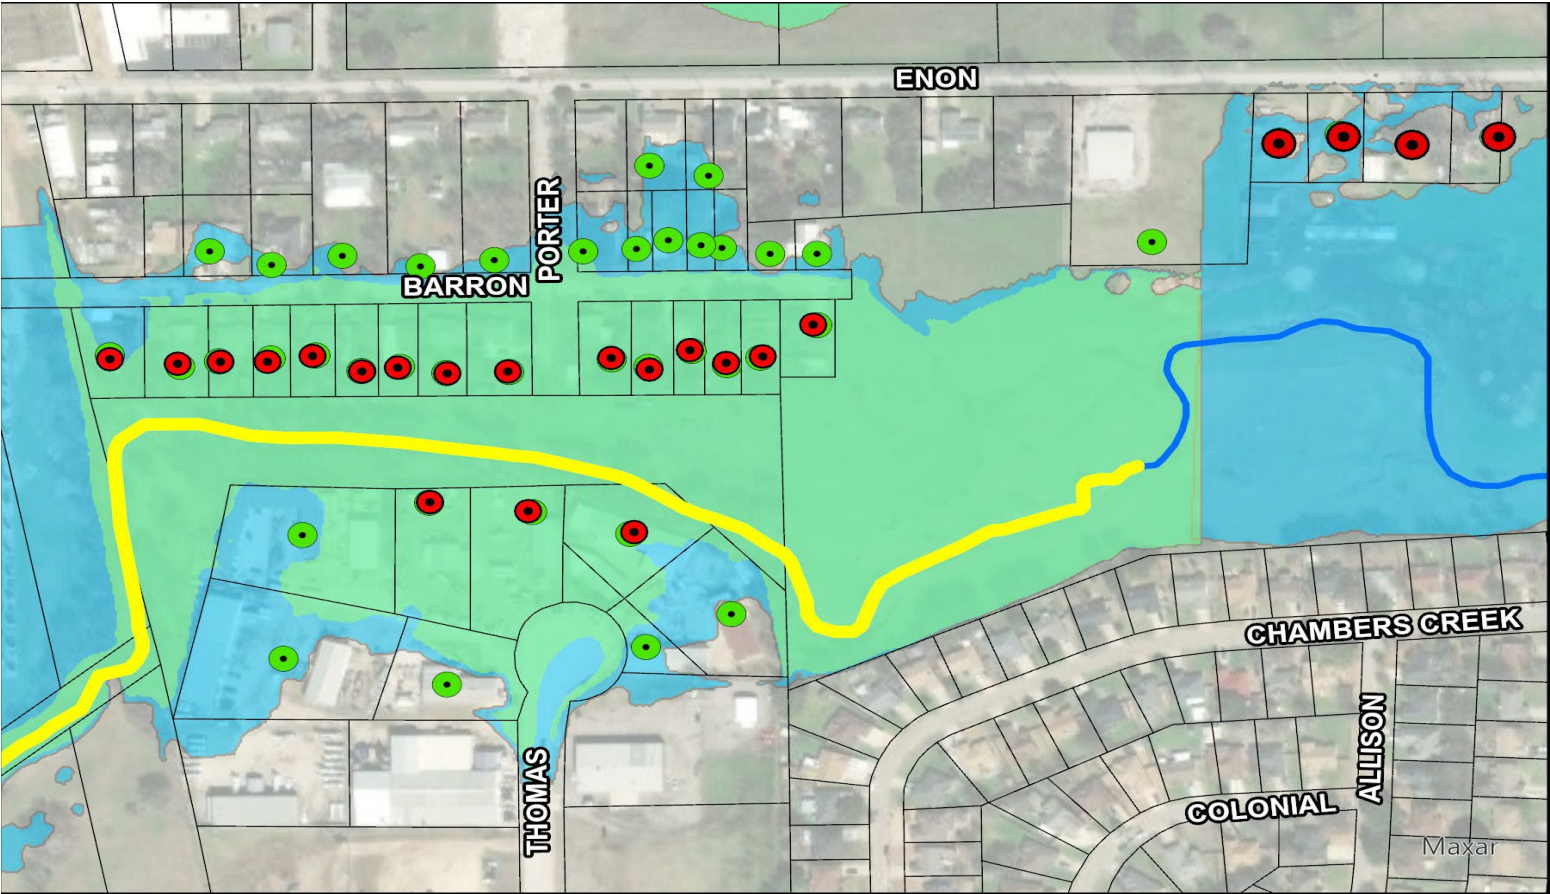 ENON
PORTER
BARRON
CHAMBERS CREEK
ALLISON
THOMAS
COLONIAL
Maxar